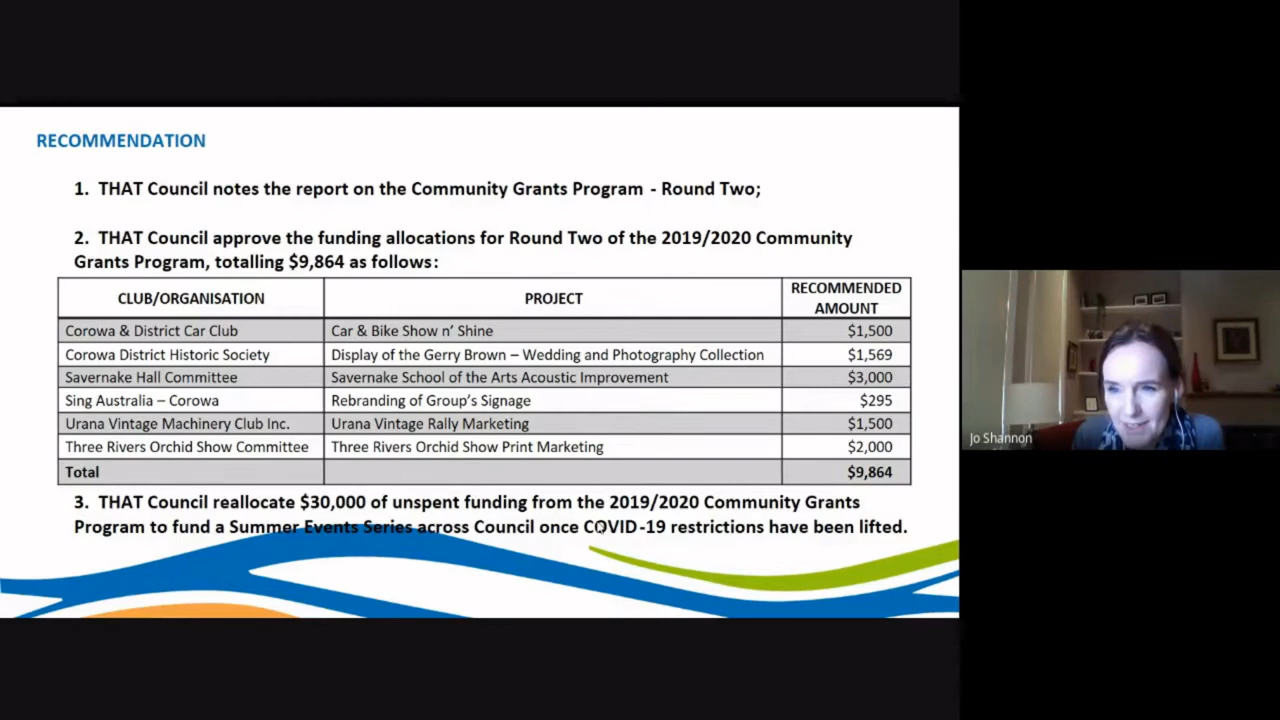 RECOMMENDATION
1. THAT Council notes the report on the Community Grants Program - Round Two;
2. THAT Council approve the funding allocations for Round Two of the 2019/2020 Community
Grants Program, totalling $9,864 as follows:
CLUB/ORGANISATION PROJECT RECOMMENDED AMOUNT
Corowa & District Car Club Car & Bike Show n’ Shine $1,500
Corowa District Historic Society Display of the Gerry Brown – Wedding and Photography Collection $1,569
Savernake Hall Committee Savernake School of the Arts Acoustic Improvement $3,000
Sing Australia – Corowa Rebranding of Group’s Signage $295
Urana Vintage Machinery Club Inc. Urana Vintage Rally Marketing $1,500
Three Rivers Orchid Show Committee Three Rivers Orchid Show Print Marketing $2,000
Total $9,864
3. THAT Council reallocate $30,000 of unspent funding from the 2019/2020 Community Grants
Program to fund a Summer Events Series across Council once COVID-19 restrictions have been lifted.
Jo Shannon